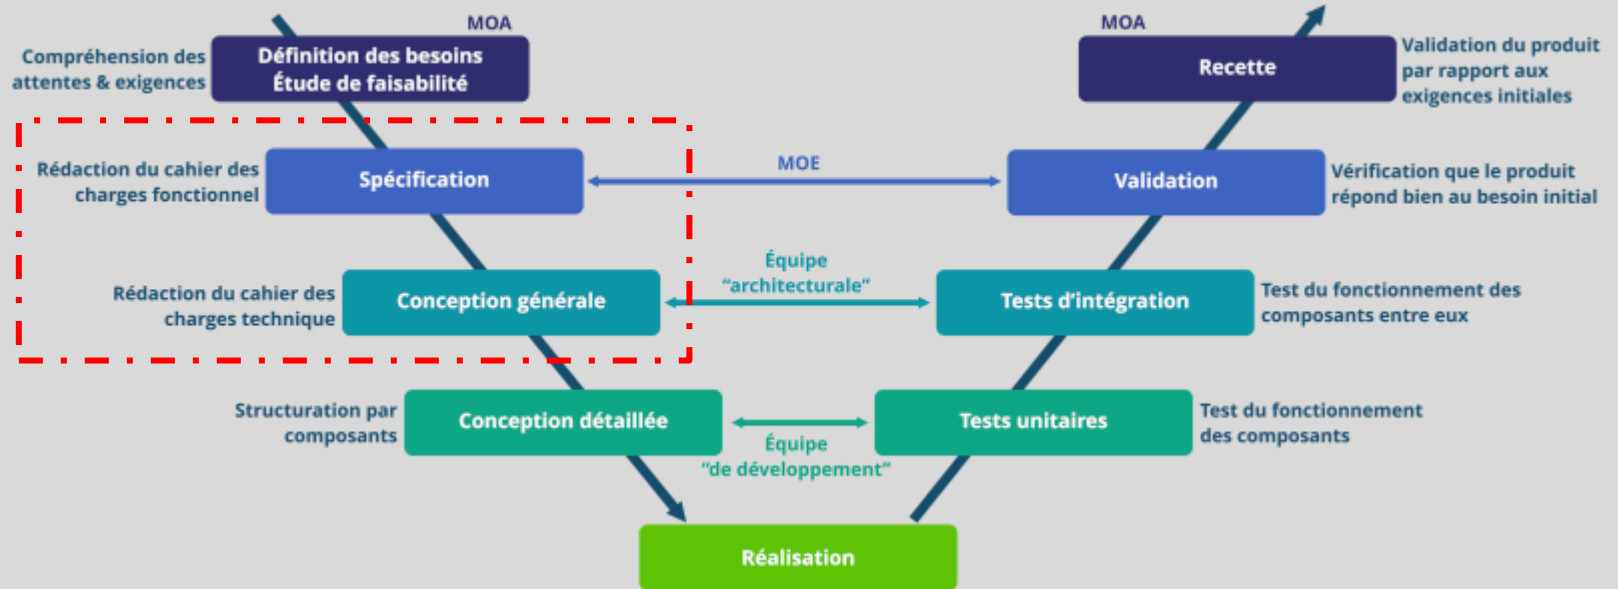 MOA
MOA
Compréhension des
attentes & exigences
Définition des besoins
Étude de faisabilité
Recette
Validation du produit
par rapport aux
exigences initiales
Rédaction du cahier des
charges fonctionnel
Spécification
MOE
Validation
Vérification que le produit
répond bien au besoin initial
Rédaction du cahier des
charges technique
Conception générale
Équipe
“architecturale”
Tests d’intégration
Test du fonctionnement des
composants entre eux
Structuration par
composants
Conception détaillée
Équipe
“de développement”
Tests unitaires
Test du fonctionnement
des composants
Réalisation